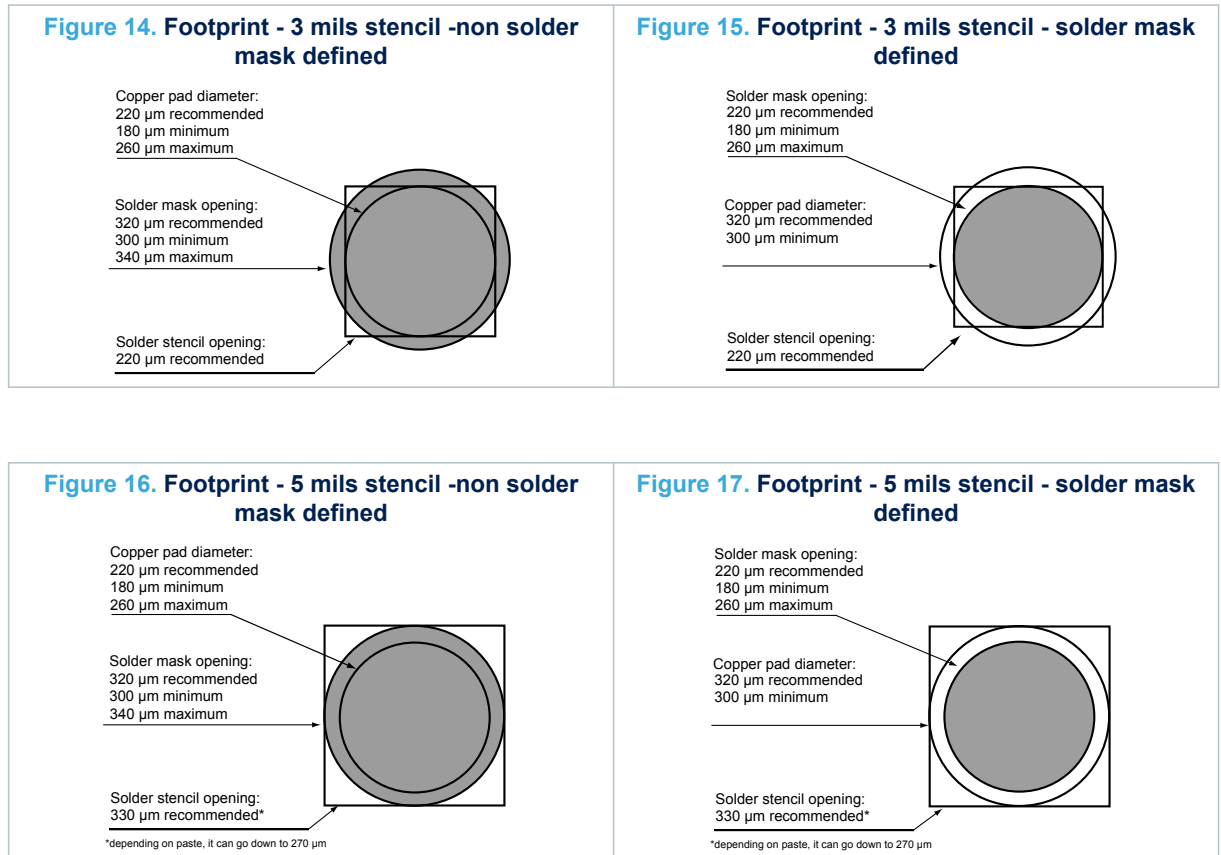 Figure 14. Footprint - 3 mils stencil -non solder
mask defined
Copper pad diameter:
220 µm recommended
180 µm minimum
260 µm maximum
Solder mask opening:
320 µm recommended
300 µm minimum
340 µm maximum
Solder stencil opening:
220 µm recommended
Figure 15. Footprint - 3 mils stencil - solder mask
defined
Solder mask opening:
220 µm recommended
180 µm minimum
260 µm maximum
Copper pad diameter:
320 µm recommended
300 µm minimum
Solder stencil opening:
220 µm recommended
Figure 16. Footprint - 5 mils stencil -non solder
mask defined
Copper pad diameter:
220 µm recommended
180 µm minimum
260 µm maximum
Solder mask opening:
320 µm recommended
300 µm minimum
340 µm maximum
Solder stencil opening:
330 µm recommended*
*depending on paste, it can go down to 270 µm
Figure 17. Footprint - 5 mils stencil - solder mask
defined
Solder mask opening:
220 µm recommended
180 µm minimum
260 µm maximum
Copper pad diameter:
320 µm recommended
300 µm minimum
Solder stencil opening:
330 µm recommended*
*depending on paste, it can go down to 270 µm